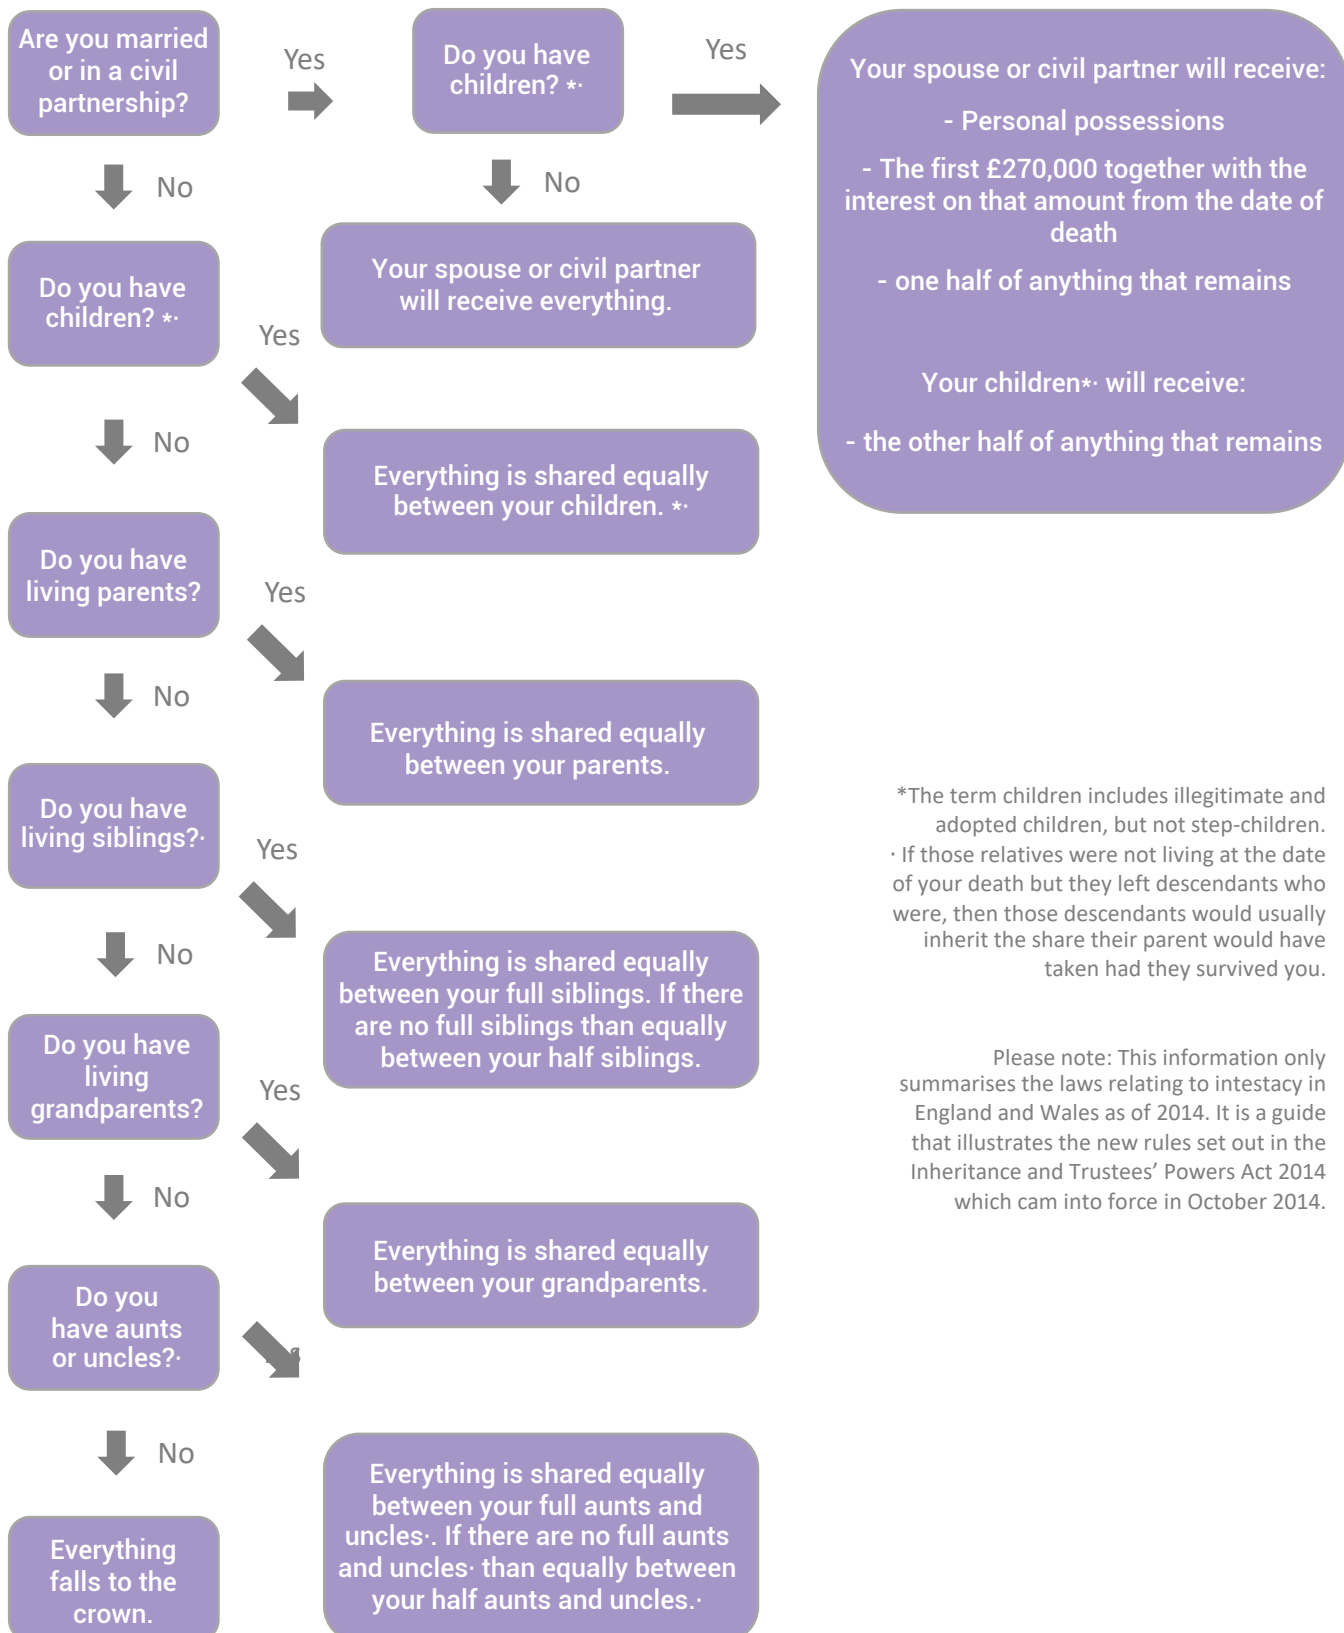 Are you married
or in a civil
partnership?
Yes
Do you have
children? *·
Yes
Your spouse or civil partner will receive:
- Personal possessions
- The first £270,000 together with the
interest on that amount from the date of
death
- one half of anything that remains
Your children*· will receive:
- the other half of anything that remains
No
No
Your spouse or civil partner
will receive everything.
Do you have
children? *·
Yes
Everything is shared equally
between your children. *·
No
Do you have
living parents?
Yes
Everything is shared equally
between your parents.
No
Do you have
living siblings?·
Yes
Everything is shared equally
between your full siblings. If there
are no full siblings than equally
between your half siblings.
No
Do you have
living
grandparents?
Yes
Everything is shared equally
between your grandparents.
No
Do you
have aunts
or uncles?·
Everything is shared equally
between your full aunts and
uncles·. If there are no full aunts
and uncles· than equally between
your half aunts and uncles.·
No
Everything
falls to the
crown.
*The term children includes illegitimate and
adopted children, but not step-children.
· If those relatives were not living at the date
of your death but they left descendants who
were, then those descendants would usually
inherit the share their parent would have
taken had they survived you.
Please note: This information only
summarises the laws relating to intestacy in
England and Wales as of 2014. It is a guide
that illustrates the new rules set out in the
Inheritance and Trustees’ Powers Act 2014
which cam into force in October 2014.